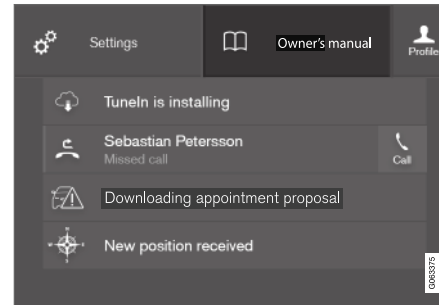 Settings
Owner's manual
Profile
TuneIn is installing
Sebastian Petersson
Missed call
Call
Downloading appointment proposal
New position received
G063375